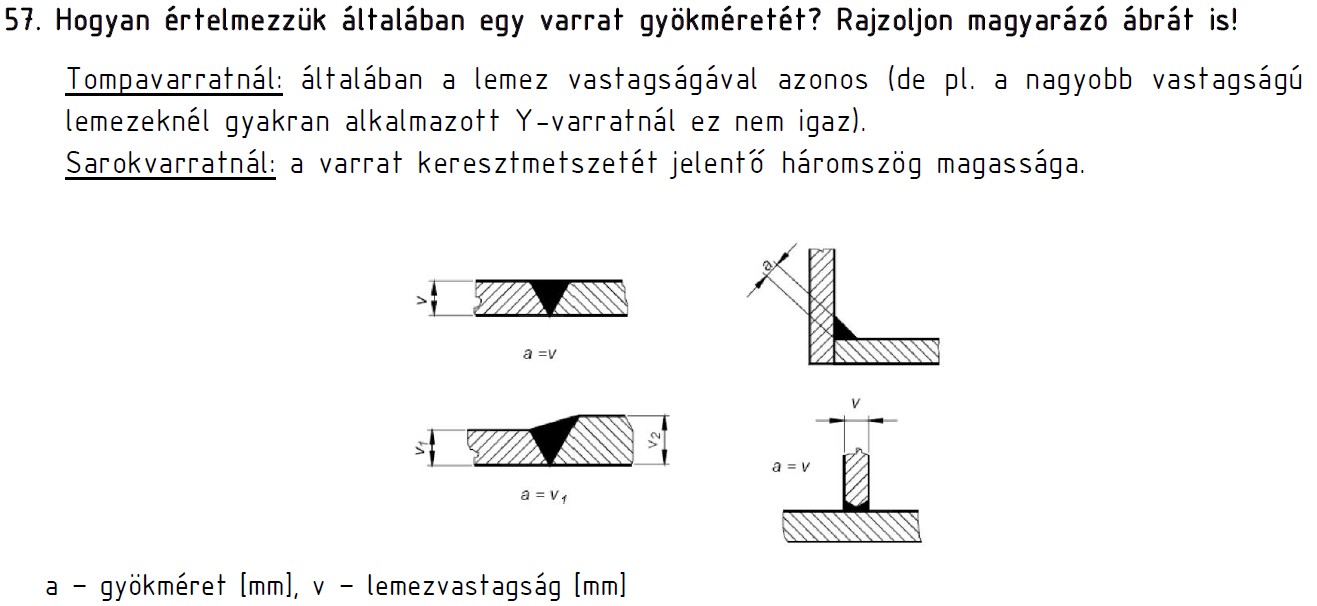 57. Hogyan értelmezzük általában egy varrat gyökméretét? Rajzoljon magyarázó ábrát is!
Tompavarratnál: általában a lemez vastagságával azonos (de pl. a nagyobb vastagságú
lemezeknél gyakran alkalmazott Y-varratnál ez nem igaz).
Sarokvarratnál: a varrat keresztmetszetét jelentő háromszög magassága.
v
a =v
a
v1
v2
a = v1
v
a = v
a - gyökméret [mm], v - lemezvastagság [mm]